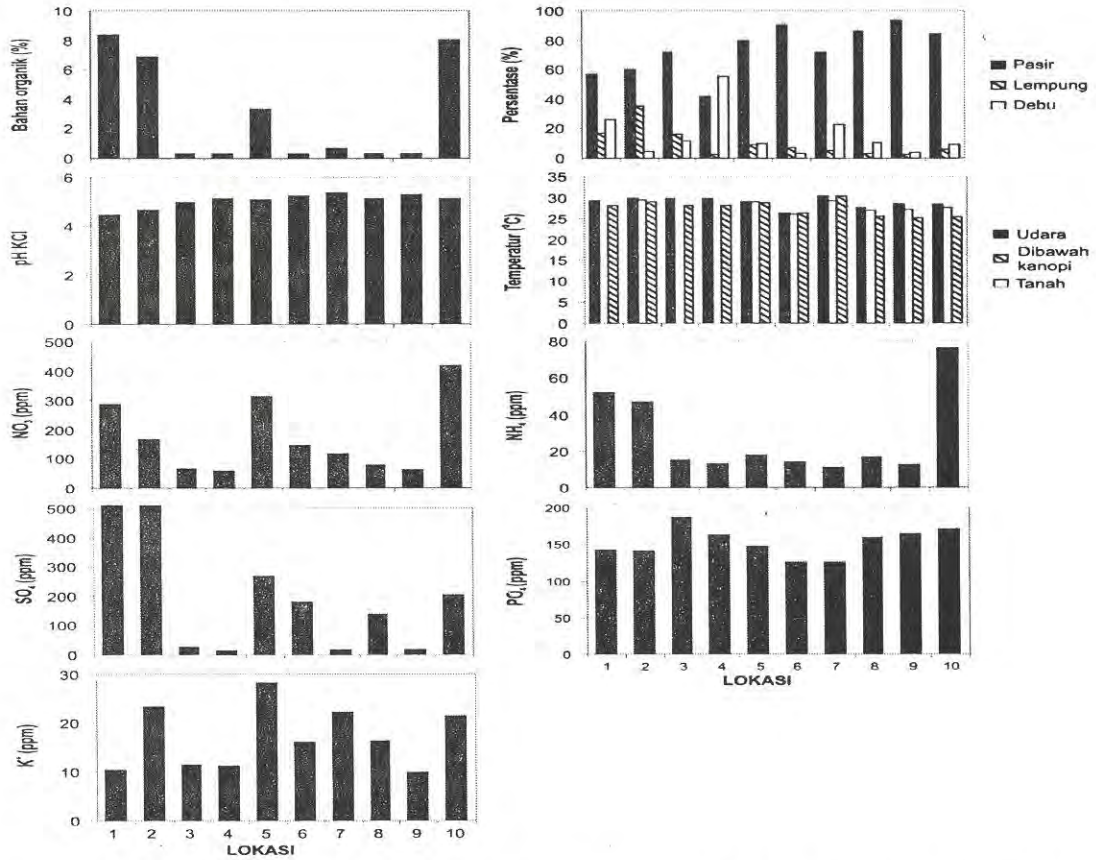 Bahan organik (%)
10
8
6
4
2
0
Persentase (%)
100
80
60
40
20
0
Pasir
Lempung
Debu
pH KCl
6
4
2
0
Temperatur (°C)
35
30
25
20
15
10
5
0
Udara
Dibawah
kanopi
Tanah
NO₃ (ppm)
500
400
300
200
100
0
NH₄ (ppm)
80
60
40
20
0
SO₄ (ppm)
500
400
300
200
100
0
PO₄ (ppm)
200
150
100
50
0
1 2 3 4 5 6 7 8 9 10
LOKASI
K⁺ (ppm)
30
20
10
0
1 2 3 4 5 6 7 8 9 10
LOKASI